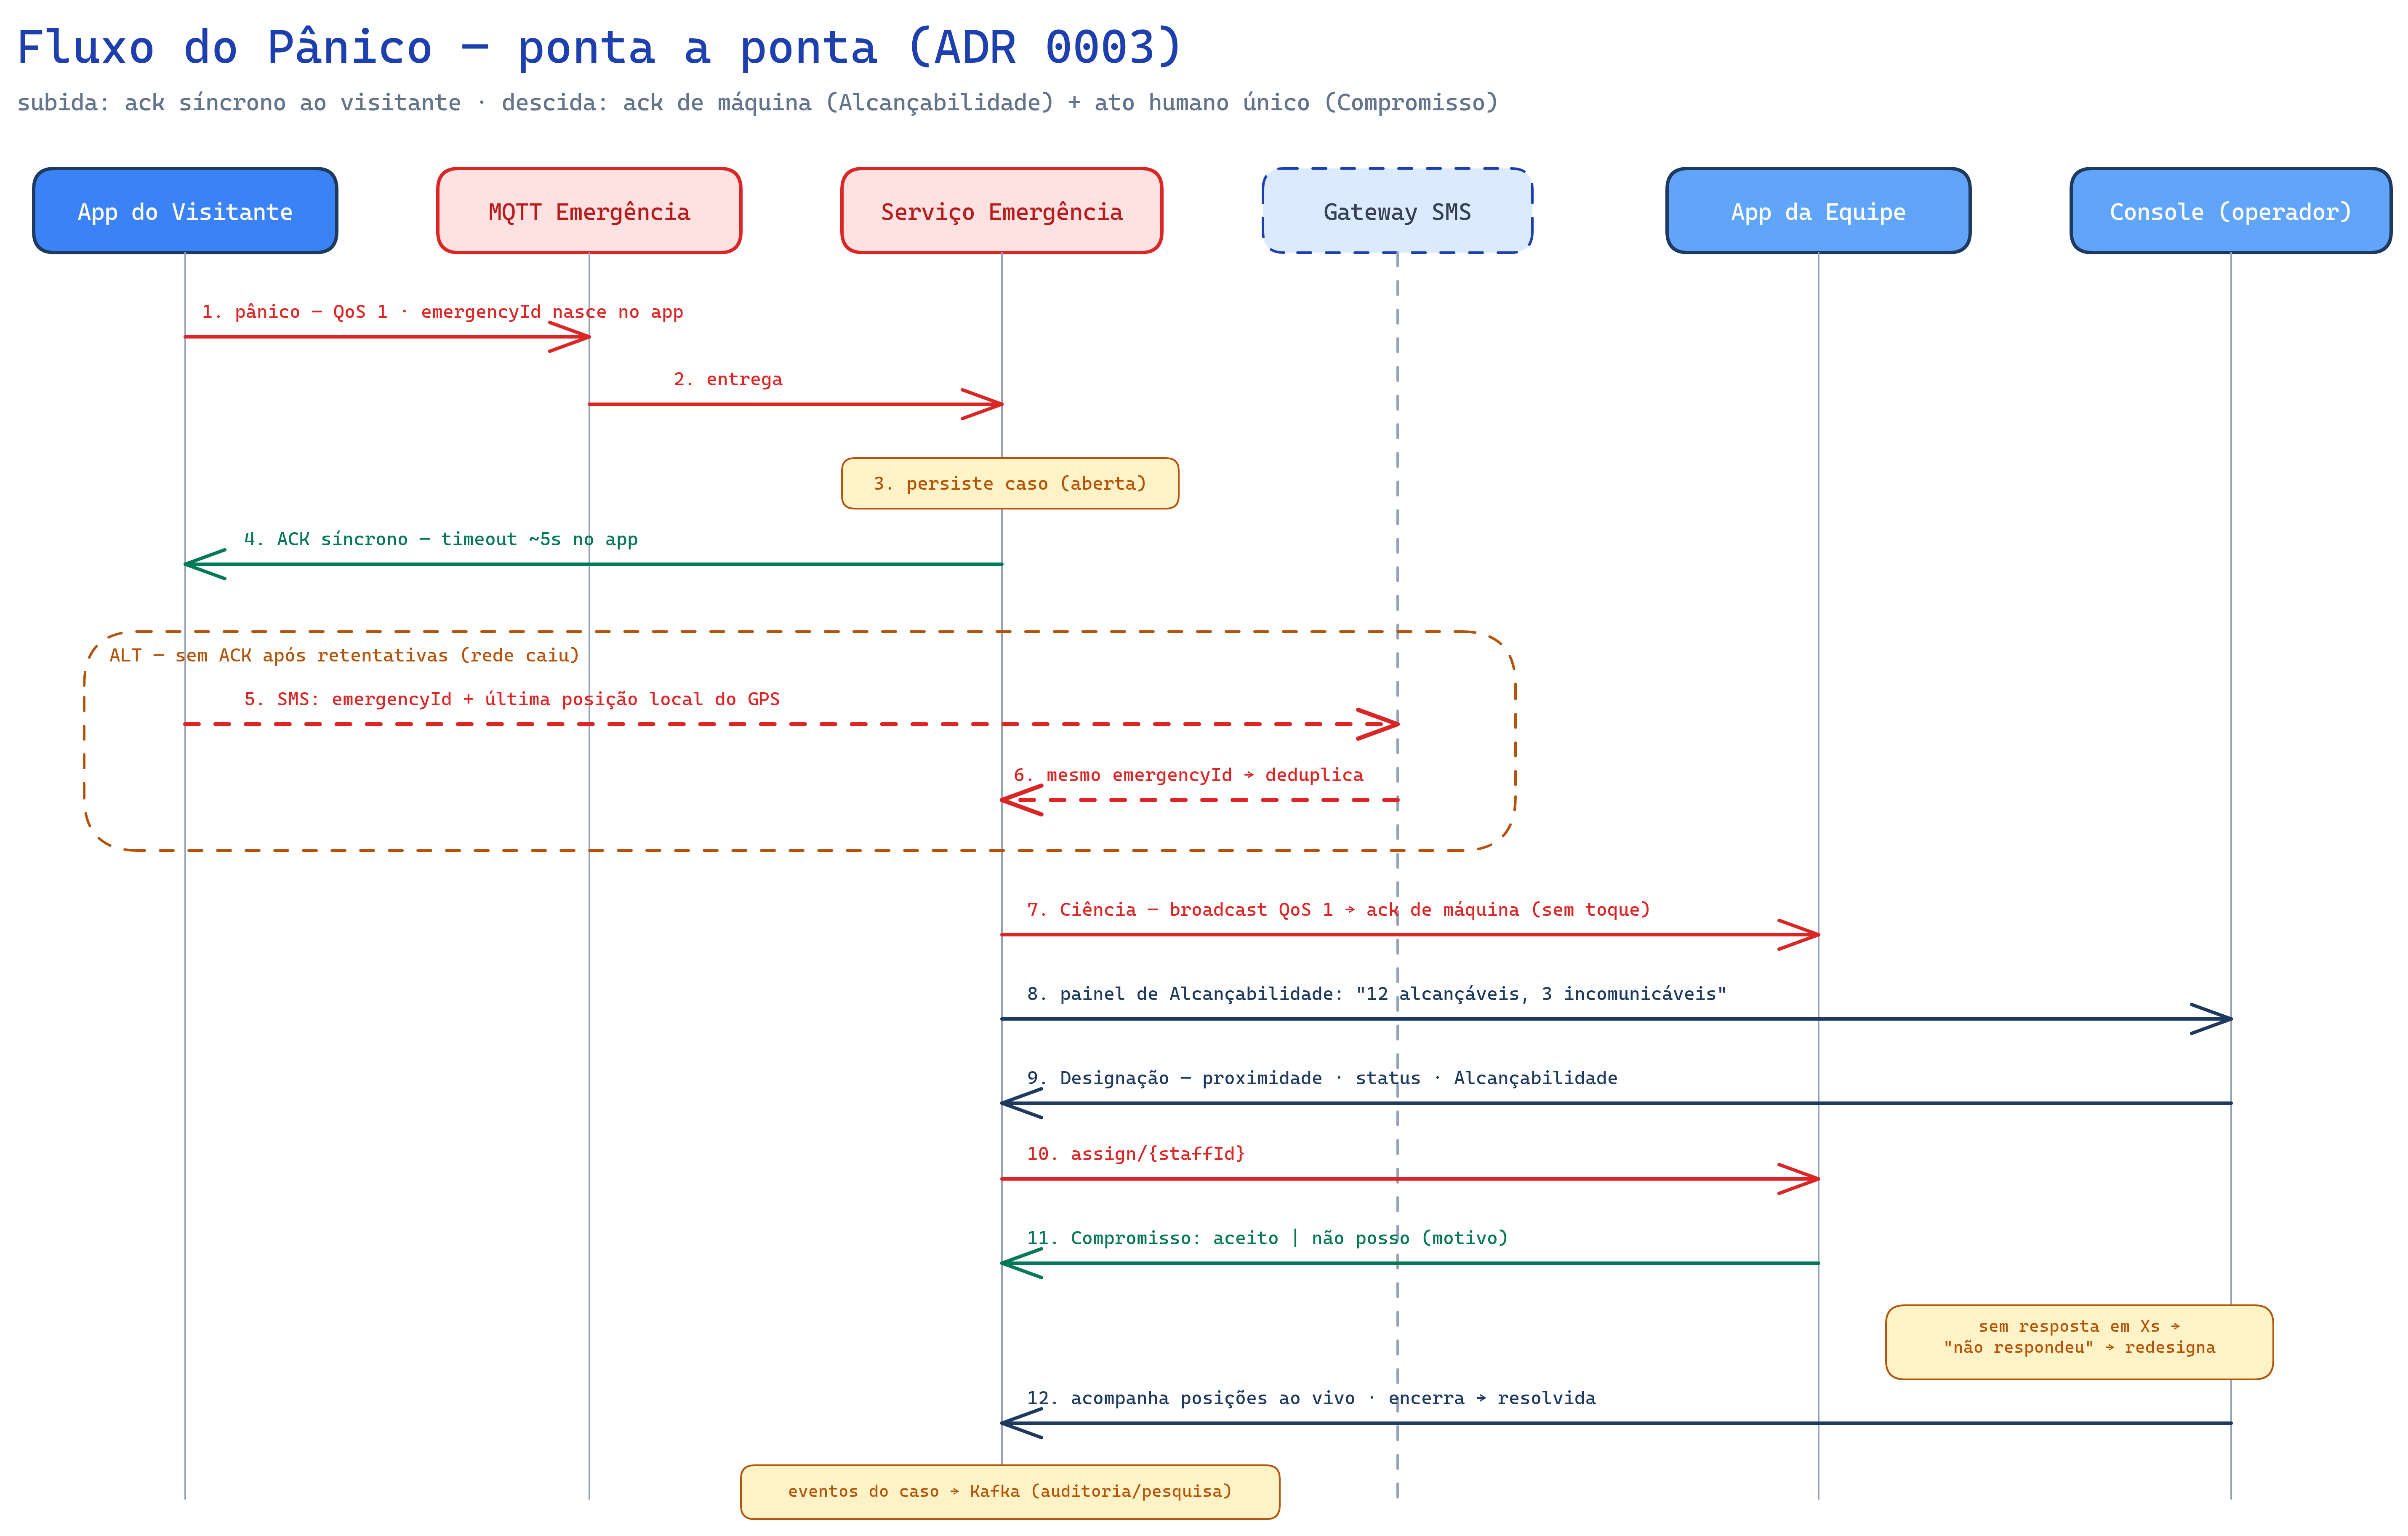 Fluxo do Pânico — ponta a ponta (ADR 0003)
subida: ack síncrono ao visitante · descida: ack de máquina (Alcançabilidade) + ato humano único (Compromisso)
App do Visitante
MQTT Emergência
Serviço Emergência
Gateway SMS
App da Equipe
Console (operador)
1. pânico — QoS 1 · emergencyId nasce no app
2. entrega
3. persiste caso (aberta)
4. ACK síncrono — timeout ~5s no app
ALT — sem ACK após retentativas (rede caiu)
5. SMS: emergencyId + última posição local do GPS
6. mesmo emergencyId → deduplica
7. Ciência — broadcast QoS 1 → ack de máquina (sem toque)
8. painel de Alcançabilidade: "12 alcançáveis, 3 incomunicáveis"
9. Designação — proximidade · status · Alcançabilidade
10. assign/{staffId}
11. Compromisso: aceito | não posso (motivo)
sem resposta em Xs →
"não respondeu" → redesigna
12. acompanha posições ao vivo · encerra → resolvida
eventos do caso → Kafka (auditoria/pesquisa)